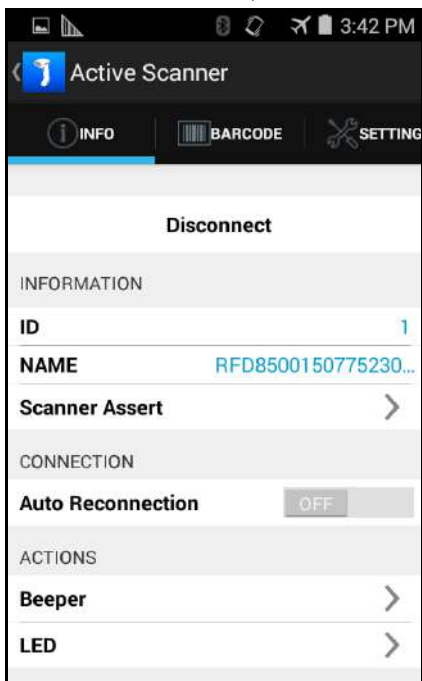 3:42 PM
Active Scanner
INFO BARCODE SETTING
Disconnect
INFORMATION
ID 1
NAME RFD8500150775230...
Scanner Assert
CONNECTION
Auto Reconnection OFF
ACTIONS
Beeper
LED